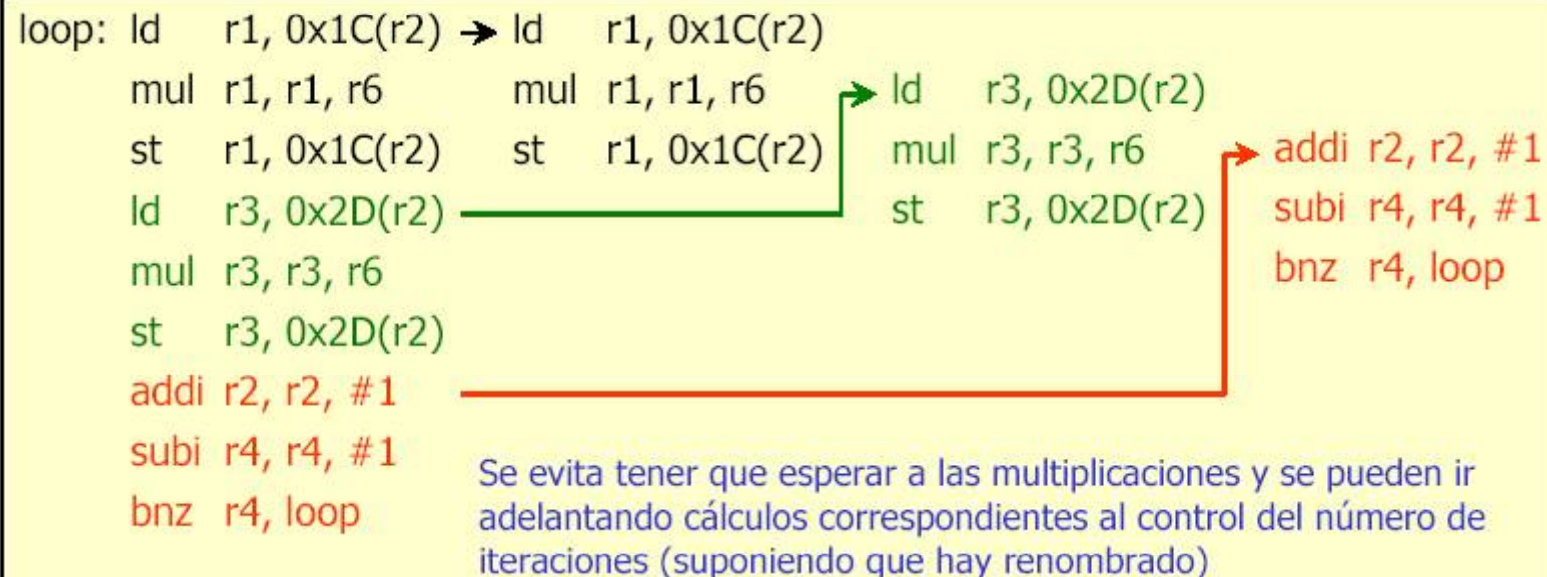 loop: ld r1, 0x1C(r2) → ld r1, 0x1C(r2)
mul r1, r1, r6 mul r1, r1, r6 ld r3, 0x2D(r2)
st r1, 0x1C(r2) st r1, 0x1C(r2) mul r3, r3, r6 addi r2, r2, #1
ld r3, 0x2D(r2) st r3, 0x2D(r2) subi r4, r4, #1
mul r3, r3, r6 bnz r4, loop
st r3, 0x2D(r2)
addi r2, r2, #1
subi r4, r4, #1
bnz r4, loop
Se evita tener que esperar a las multiplicaciones y se pueden ir
adelantando cálculos correspondientes al control del número de
iteraciones (suponiendo que hay renombrado)